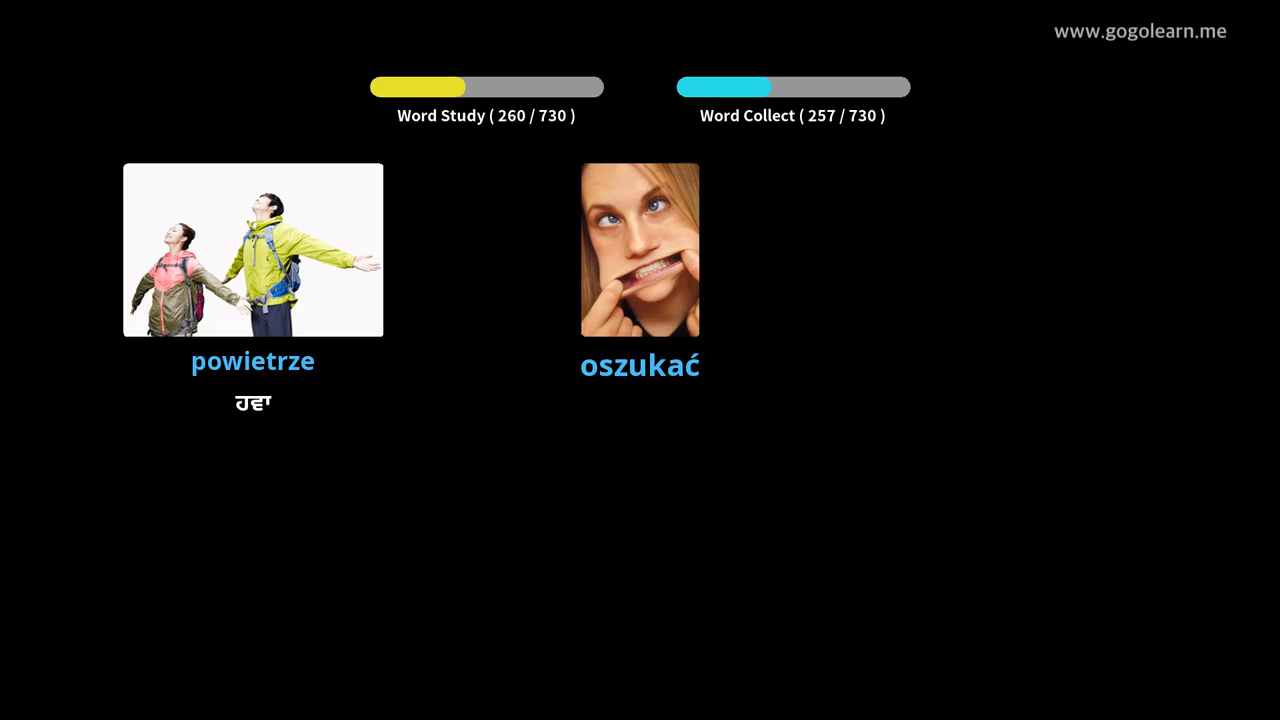 www.gogolearn.me
Word Study ( 260 / 730 )
Word Collect ( 257 / 730 )
powietrze
ਹਵਾ
oszukać